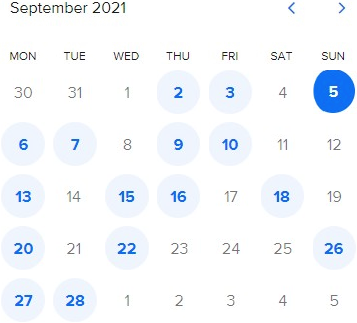 September 2021
MON TUE WED THU FRI SAT SUN
30 31 1 2 3 4 5
6 7 8 9 10 11 12
13 14 15 16 17 18 19
20 21 22 23 24 25 26
27 28 1 2 3 4 5